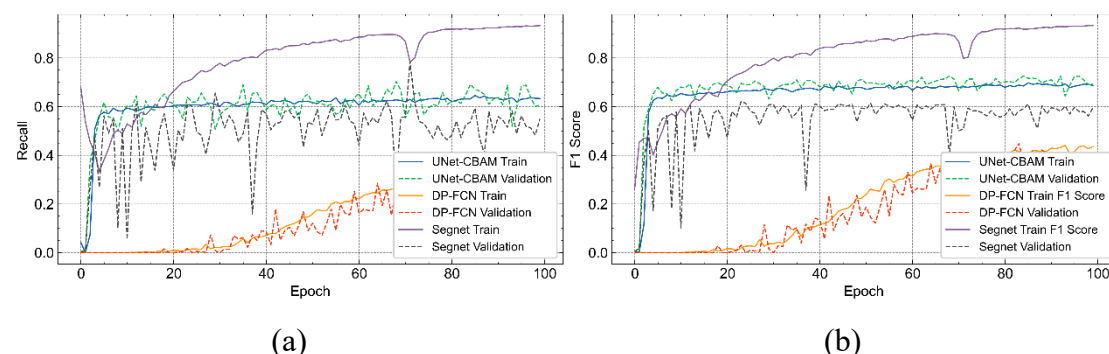 0.8
0.6
0.4
0.2
0.0
Recall
0
20
40
60
80
100
Epoch
UNet-CBAM Train
UNet-CBAM Validation
DP-FCN Train
DP-FCN Validation
Segnet Train
Segnet Validation
(a)
0.8
0.6
0.4
0.2
0.0
F1 Score
0
20
40
60
80
100
Epoch
UNet-CBAM Train
UNet-CBAM Validation
DP-FCN Train F1 Score
DP-FCN Validation
Segnet Train F1 Score
Segnet Validation
(b)